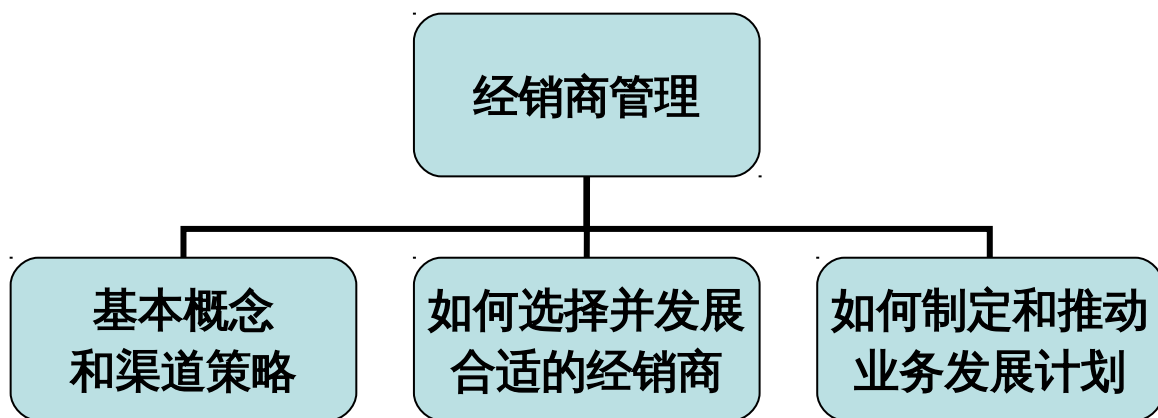 经销商管理
基本概念
和渠道策略
如何选择并发展
合适的经销商
如何制定和推动
业务发展计划